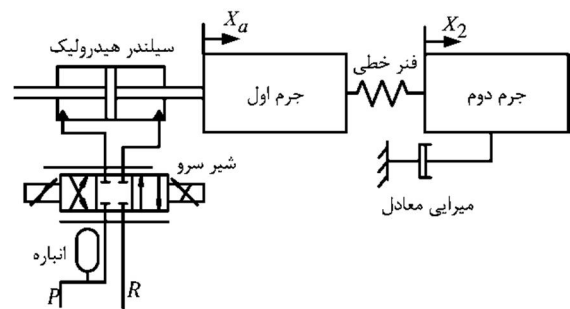 Xa
X2
سیلندر هیدرولیک
فنر خطی
جرم اول
جرم دوم
شیر سرو
میرایی معادل
انباره
P
R